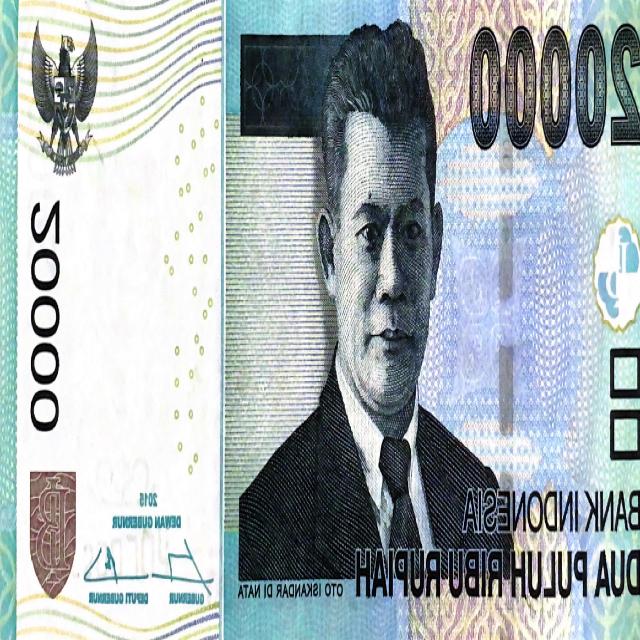 20000
20000
BANK INDONESIA
DUA PULUH RIBU RUPIAH
OTO ISKANDAR DI NATA
2015
DEWAN GUBERNUR
GUBERNUR
DEPUTI GUBERNUR